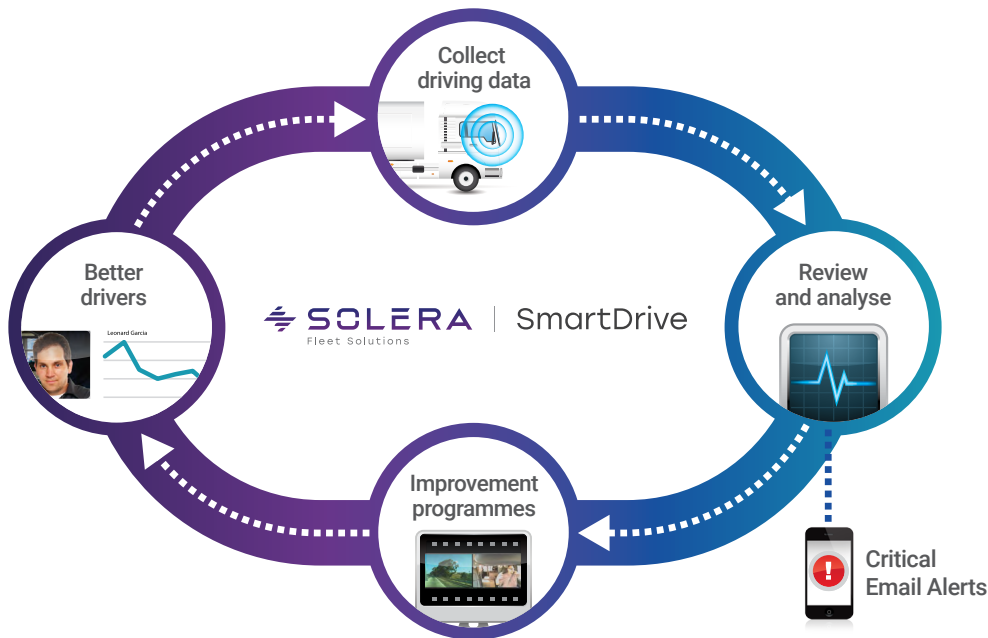 Collect
driving data
Better
drivers
Leonard Garcia
SOLERA | SmartDrive
Fleet Solutions
Review
and analyse
Improvement
programmes
!
Critical
Email Alerts